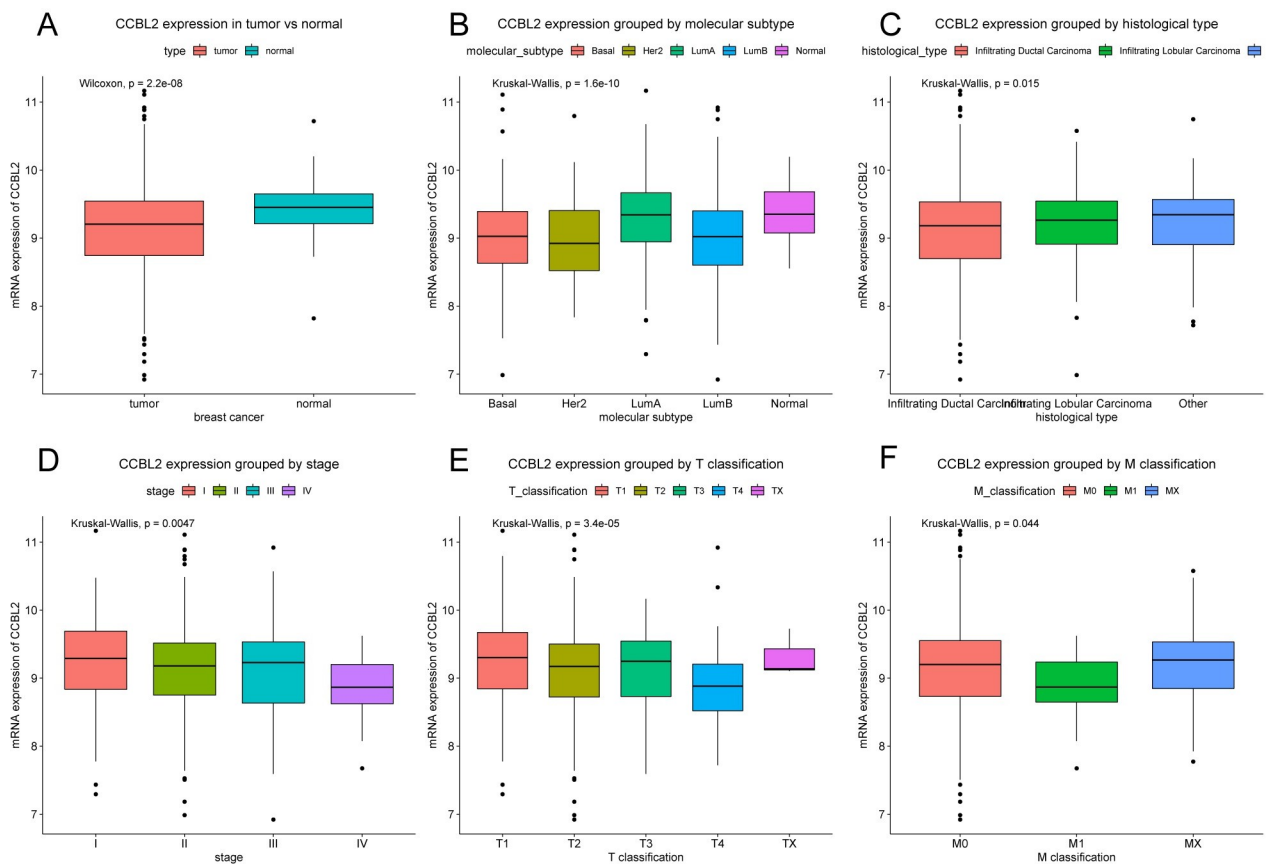 A
CCBL2 expression in tumor vs normal
type tumor normal
Wilcoxon, p = 2.2e-08
mRNA expression of CCBL2
11
10
9
8
7
tumor normal
breast cancer
B
CCBL2 expression grouped by molecular subtype
molecular_subtype Basal Her2 LumA LumB Normal
Kruskal-Wallis, p = 1.6e-10
mRNA expression of CCBL2
11
10
9
8
7
Basal Her2 LumA LumB Normal
molecular subtype
C
CCBL2 expression grouped by histological type
histological_type Infiltrating Ductal Carcinoma Infiltrating Lobular Carcinoma
Kruskal-Wallis, p = 0.015
mRNA expression of CCBL2
11
10
9
8
7
Infiltrating Ductal Carcinoma Infiltrating Lobular Carcinoma Other
histological type
D
CCBL2 expression grouped by stage
stage I II III IV
Kruskal-Wallis, p = 0.0047
mRNA expression of CCBL2
11
10
9
8
7
I II III IV
stage
E
CCBL2 expression grouped by T classification
T_classification T1 T2 T3 T4 TX
Kruskal-Wallis, p = 3.4e-05
mRNA expression of CCBL2
11
10
9
8
7
T1 T2 T3 T4 TX
T classification
F
CCBL2 expression grouped by M classification
M_classification M0 M1 MX
Kruskal-Wallis, p = 0.044
mRNA expression of CCBL2
11
10
9
8
7
M0 M1 MX
M classification